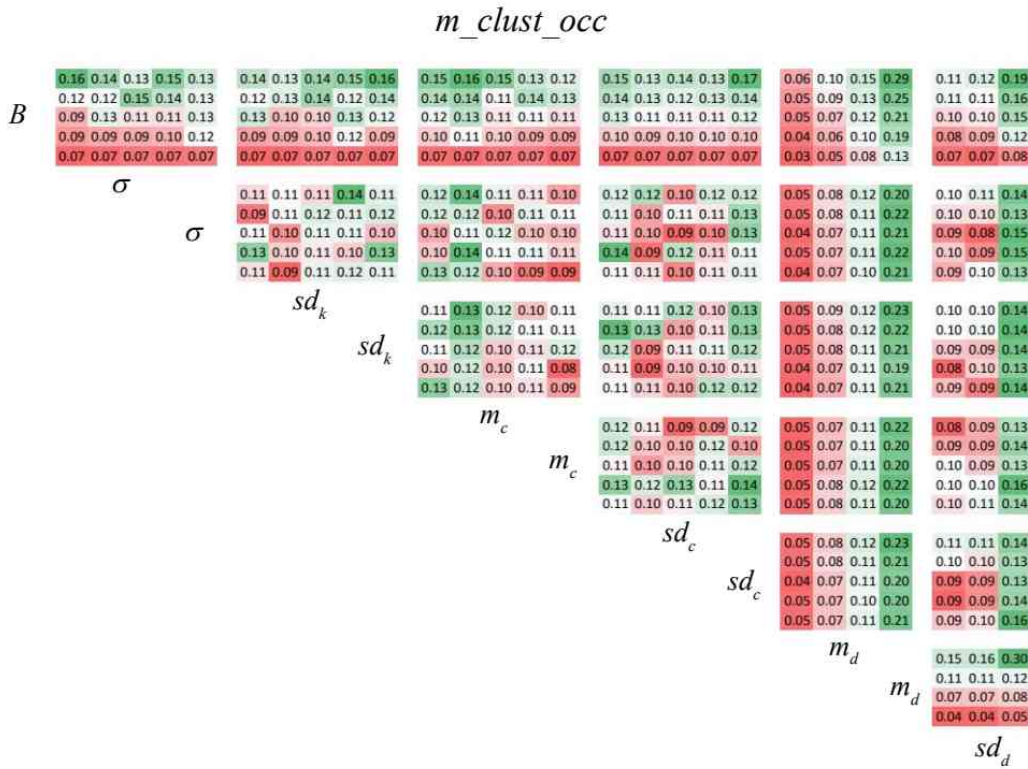 m_clust_occ
0.16 0.14 0.13 0.15 0.13 0.14 0.13 0.14 0.15 0.16 0.15 0.16 0.15 0.13 0.12 0.15 0.13 0.14 0.13 0.17 0.06 0.10 0.15 0.29 0.11 0.12 0.19
0.12 0.12 0.15 0.14 0.13 0.12 0.13 0.14 0.12 0.14 0.14 0.14 0.11 0.14 0.13 0.14 0.13 0.12 0.13 0.14 0.05 0.09 0.13 0.25 0.11 0.11 0.16
B 0.09 0.13 0.11 0.11 0.13 0.13 0.10 0.10 0.13 0.12 0.12 0.13 0.11 0.11 0.11 0.13 0.11 0.11 0.11 0.12 0.05 0.07 0.12 0.21 0.10 0.10 0.15
0.09 0.09 0.09 0.10 0.12 0.09 0.09 0.10 0.12 0.09 0.10 0.11 0.10 0.09 0.09 0.10 0.09 0.10 0.10 0.10 0.04 0.06 0.10 0.19 0.08 0.09 0.12
0.07 0.07 0.07 0.07 0.07 0.07 0.07 0.07 0.07 0.07 0.07 0.07 0.07 0.07 0.07 0.07 0.07 0.07 0.07 0.07 0.03 0.05 0.08 0.13 0.07 0.07 0.08
σ
0.11 0.11 0.11 0.14 0.11 0.12 0.14 0.11 0.11 0.10 0.12 0.12 0.10 0.12 0.12 0.05 0.08 0.12 0.20 0.10 0.11 0.14
0.09 0.11 0.12 0.11 0.12 0.12 0.12 0.10 0.11 0.11 0.11 0.10 0.11 0.11 0.13 0.05 0.08 0.11 0.22 0.11 0.11 0.13
σ 0.11 0.10 0.11 0.11 0.10 0.10 0.11 0.12 0.10 0.10 0.11 0.10 0.09 0.10 0.13 0.04 0.07 0.11 0.21 0.09 0.08 0.15
0.13 0.10 0.11 0.10 0.13 0.10 0.14 0.11 0.11 0.11 0.14 0.09 0.12 0.11 0.11 0.05 0.07 0.11 0.22 0.10 0.09 0.15
0.11 0.09 0.11 0.12 0.11 0.13 0.12 0.10 0.09 0.09 0.11 0.11 0.10 0.11 0.11 0.04 0.07 0.10 0.21 0.09 0.10 0.13
sd_k
0.11 0.13 0.12 0.10 0.11 0.11 0.11 0.12 0.10 0.13 0.05 0.09 0.12 0.23 0.10 0.10 0.14
0.12 0.13 0.12 0.11 0.11 0.13 0.13 0.10 0.11 0.13 0.05 0.08 0.12 0.22 0.10 0.10 0.14
sd_k 0.11 0.12 0.10 0.11 0.12 0.12 0.09 0.11 0.11 0.12 0.05 0.08 0.11 0.21 0.09 0.09 0.14
0.10 0.12 0.10 0.11 0.08 0.11 0.09 0.10 0.10 0.11 0.04 0.07 0.11 0.19 0.08 0.10 0.13
0.13 0.12 0.10 0.11 0.09 0.11 0.11 0.10 0.12 0.12 0.04 0.07 0.11 0.21 0.09 0.09 0.14
m_c
0.12 0.11 0.09 0.09 0.12 0.05 0.07 0.11 0.22 0.08 0.09 0.13
0.12 0.10 0.10 0.12 0.10 0.05 0.07 0.11 0.20 0.09 0.09 0.14
m_c 0.11 0.10 0.10 0.11 0.12 0.05 0.07 0.11 0.20 0.10 0.09 0.13
0.13 0.12 0.13 0.11 0.14 0.05 0.08 0.12 0.22 0.10 0.10 0.16
0.11 0.10 0.11 0.12 0.13 0.05 0.08 0.11 0.20 0.10 0.11 0.14
sd_c
0.05 0.08 0.12 0.23 0.11 0.11 0.14
0.05 0.08 0.11 0.21 0.10 0.10 0.13
sd_c 0.04 0.07 0.11 0.20 0.09 0.09 0.13
0.05 0.07 0.10 0.20 0.09 0.09 0.14
0.05 0.07 0.11 0.21 0.09 0.10 0.16
m_d
0.15 0.16 0.30
0.11 0.11 0.12
m_d 0.07 0.07 0.08
0.04 0.04 0.05
sd_d